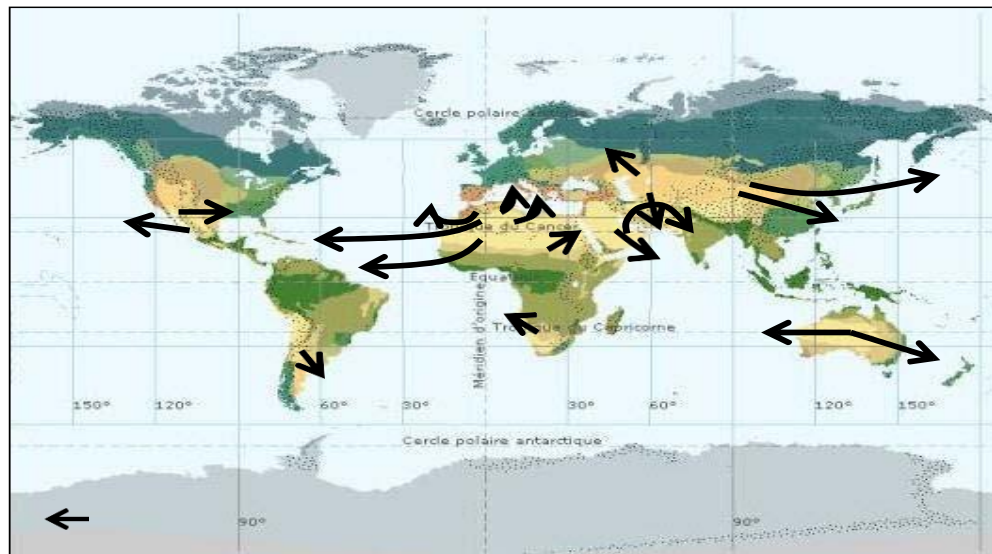 Cercle polaire
Tropique du Cancer
Equateur
Méridien d'origine
Tropique du Capricorne
150°
120°
60°
30°
30°
60°
120°
150°
Cercle polaire antarctique
90°
90°